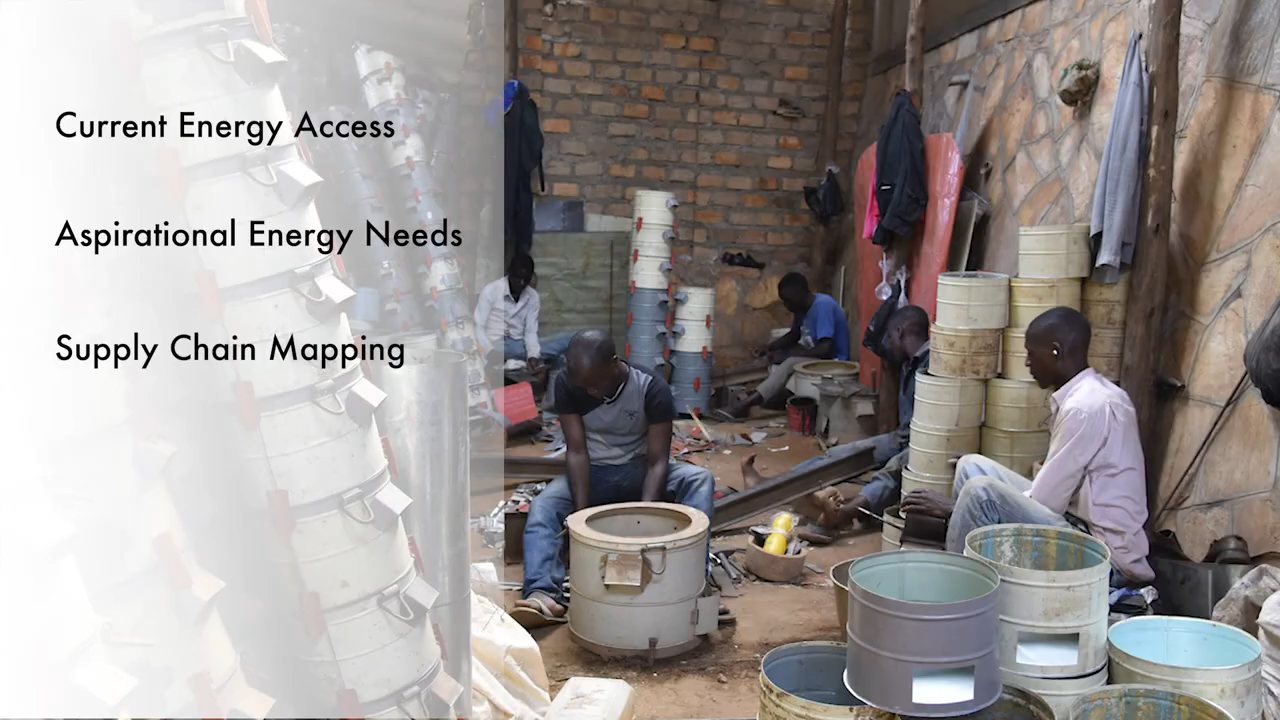 Current Energy Access
Aspirational Energy Needs
Supply Chain Mapping